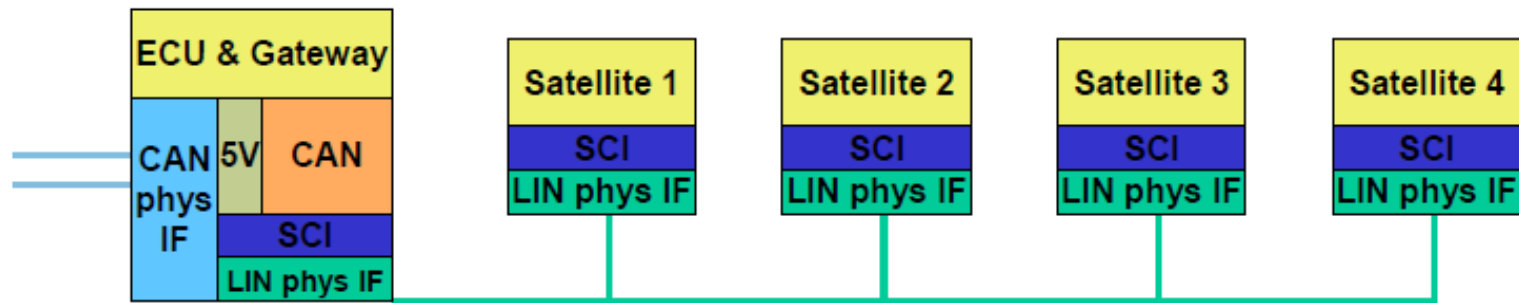 ECU & Gateway
CAN
phys
IF
5V
CAN
SCI
LIN phys IF
Satellite 1
SCI
LIN phys IF
Satellite 2
SCI
LIN phys IF
Satellite 3
SCI
LIN phys IF
Satellite 4
SCI
LIN phys IF